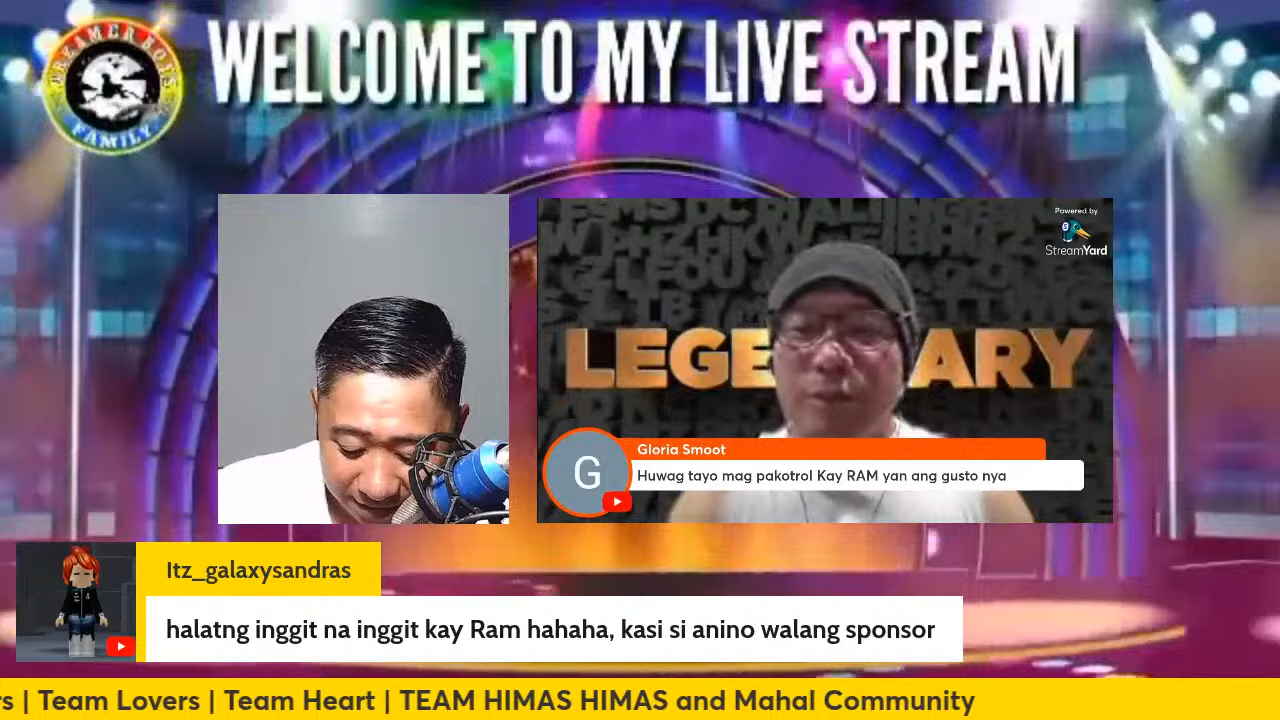 WELCOME TO MY LIVE STREAM
FAMILY
Powered by
StreamYard
LEGE ARY
G
Gloria Smoot
Huwag tayo mag pakotrol Kay RAM yan ang gusto nya
Itz_galaxysandras
halatng inggit na inggit kay Ram hahaha, kasi si anino walang sponsor
rs | Team Lovers | Team Heart | TEAM HIMAS HIMAS and Mahal Community